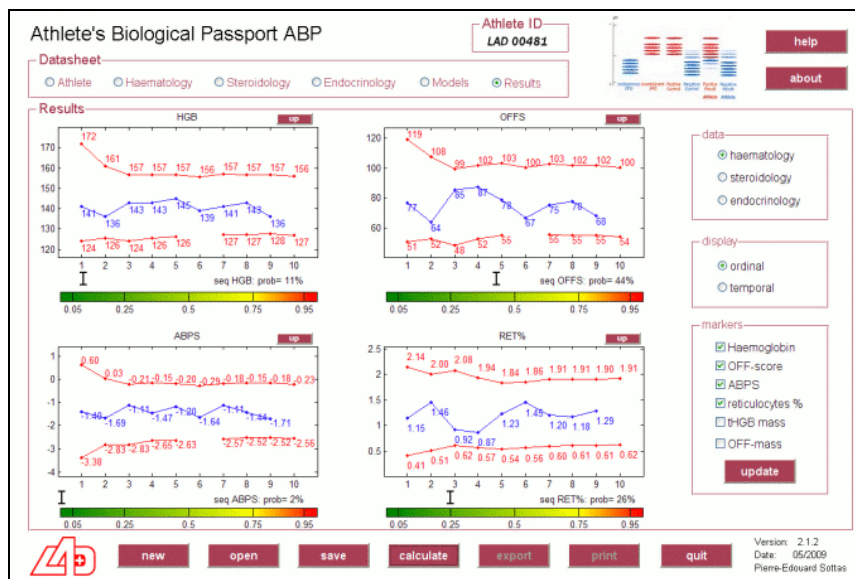 Athlete's Biological Passport ABP
Athlete ID
LAD 00481
help
about
Datasheet
Athlete Haematology Steroidology Endocrinology Models Results
Results
HGB up
170
160
150
140
130
120
172 161 157 157 157 156 157 157 157 156
141 136 143 143 145 139 141 143 136
124 126 124 126 126 127 127 128 127
1 2 3 4 5 6 7 8 9 10
seq HGB: prob= 11%
0.05 0.25 0.75 0.95
OFFS up
120
100
80
60
119 108 99 102 103 100 103 102 102 100
77 64 85 87 78 67 75 78 68
51 52 48 52 55 55 55 55 54
1 2 3 4 5 6 7 8 9 10
seq OFFS: prob= 44%
0.05 0.25 0.75 0.95
ABPS up
1
0
-1
-2
-3
-4
0.60 0.03 -0.21 -0.15 -0.20 -0.29 -0.18 -0.15 -0.18 -0.23
-1.40 -1.69 -1.11 -1.47 -1.20 -1.64 -1.11 -1.44 -1.71
-3.38 -2.83 -2.83 -2.65 -2.63 -2.57 -2.52 -2.52 -2.56
1 2 3 4 5 6 7 8 9 10
seq ABPS: prob= 2%
0.05 0.25 0.75 0.95
RET% up
2.5
2
1.5
1
0.5
2.14 2.00 2.08 1.94 1.84 1.86 1.91 1.91 1.90 1.91
1.15 1.46 0.92 0.87 1.23 1.45 1.20 1.18 1.29
0.41 0.51 0.62 0.57 0.54 0.56 0.60 0.61 0.61 0.62
1 2 3 4 5 6 7 8 9 10
seq RET%: prob= 26%
0.05 0.25 0.75 0.95
data
haematology
steroidology
endocrinology
display
ordinal
temporal
markers
Haemoglobin
OFF-score
ABPS
reticulocytes %
tHGB mass
OFF-mass
update
new open save calculate export print quit
Version: 2.1.2
Date: 05/2009
Pierre-Edouard Sottas